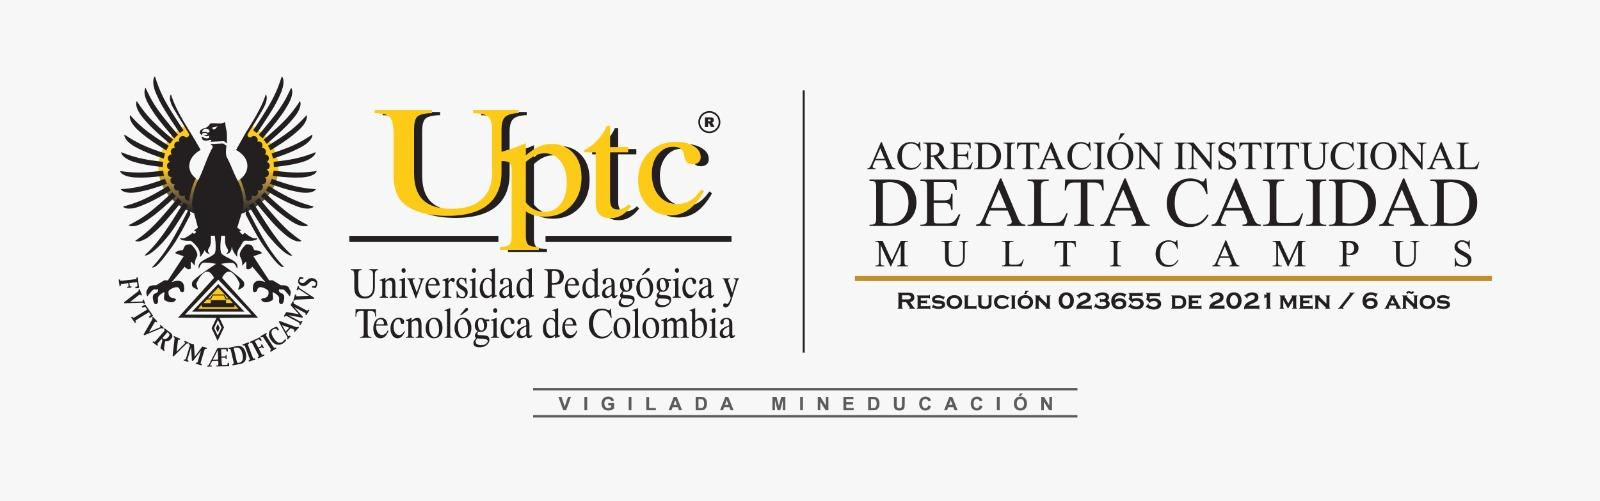 FVTVRVM ÆDIFICAMVS
Uptc®
Universidad Pedagógica y
Tecnológica de Colombia
ACREDITACIÓN INSTITUCIONAL
DE ALTA CALIDAD
MULTICAMPUS
RESOLUCIÓN 023655 DE 2021 MEN / 6 AÑOS
VIGILADA MINEDUCACIÓN